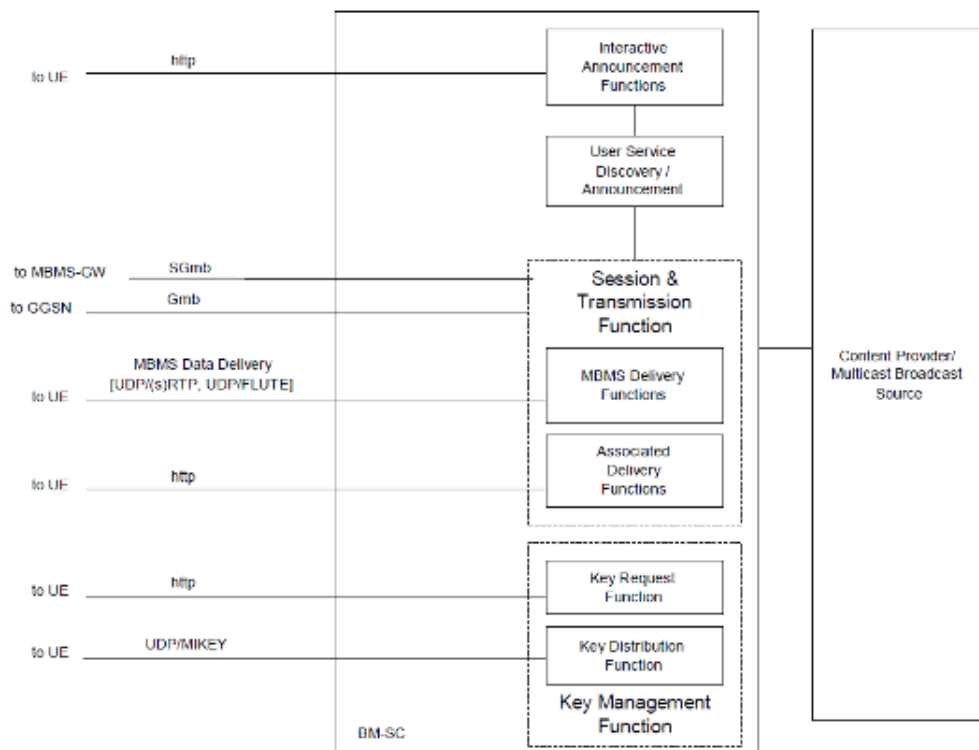 http
to UE
Interactive
Announcement
Functions
User Service
Discovery /
Announcement
to MBMS-GW
SGmb
to GGSN
Gmb
Session &
Transmission
Function
MBMS Data Delivery
[UDP/(s)RTP, UDP/FLUTE]
to UE
MBMS Delivery
Functions
Content Provider/
Multicast Broadcast
Source
http
to UE
Associated
Delivery
Functions
http
to UE
Key Request
Function
UDP/MIKEY
to UE
Key Distribution
Function
Key Management
Function
BM-SC